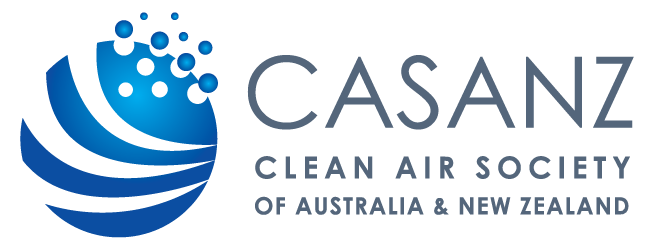 CASANZ
CLEAN AIR SOCIETY
OF AUSTRALIA & NEW ZEALAND